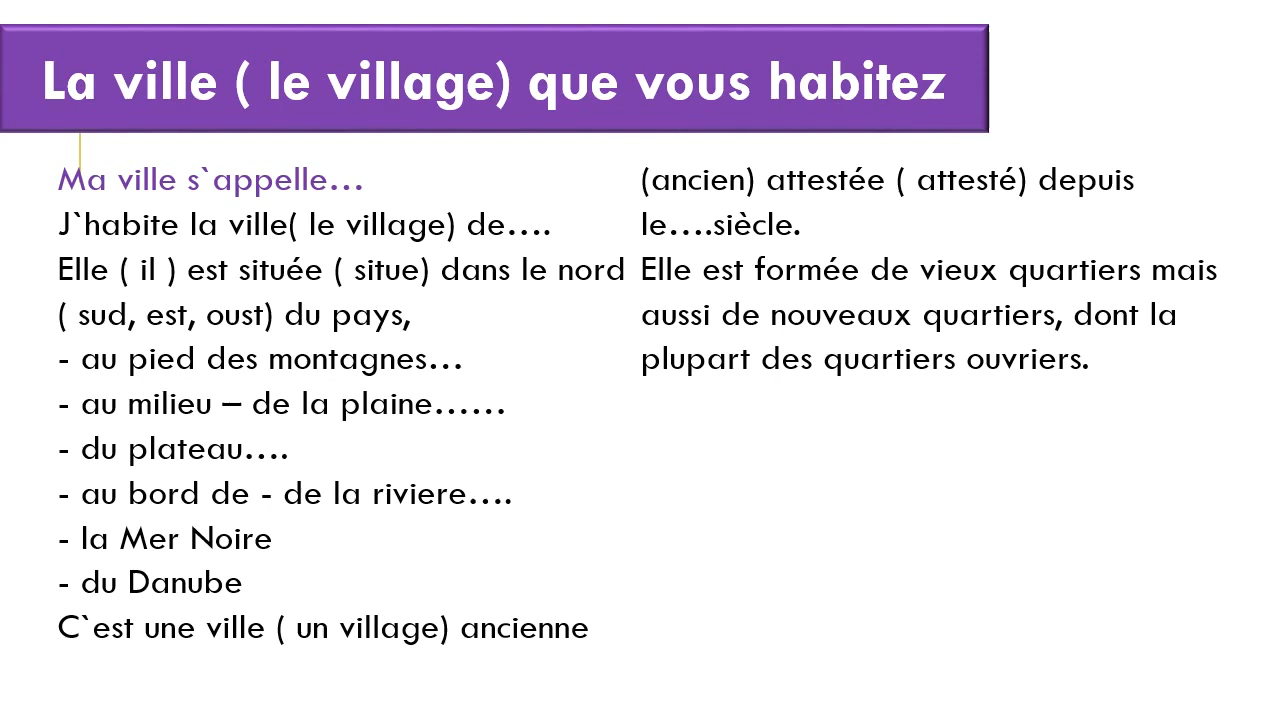 La ville ( le village) que vous habitez
Ma ville s`appelle…
J`habite la ville( le village) de….
Elle ( il ) est située ( situe) dans le nord
( sud, est, oust) du pays,
- au pied des montagnes…
- au milieu – de la plaine……
- du plateau….
- au bord de - de la riviere….
- la Mer Noire
- du Danube
C`est une ville ( un village) ancienne
(ancien) attestée ( attesté) depuis
le….siècle.
Elle est formée de vieux quartiers mais
aussi de nouveaux quartiers, dont la
plupart des quartiers ouvriers.